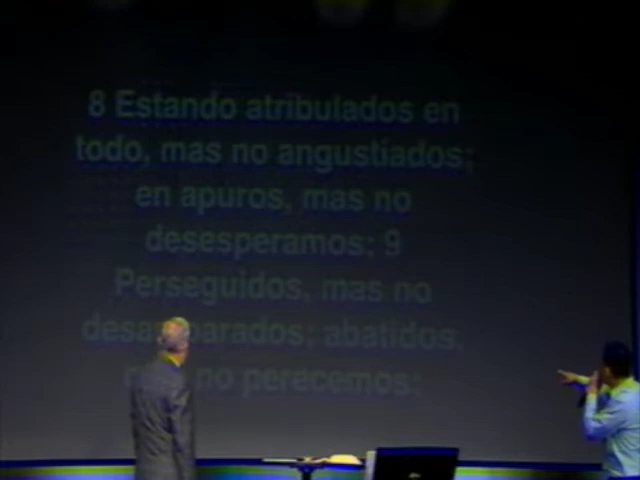 8 Estando atribulados en
todo, mas no angustiados;
en apuros, mas no
desesperamos; 9
Perseguidos, mas no
desamparados; abatidos,
no perecemos;